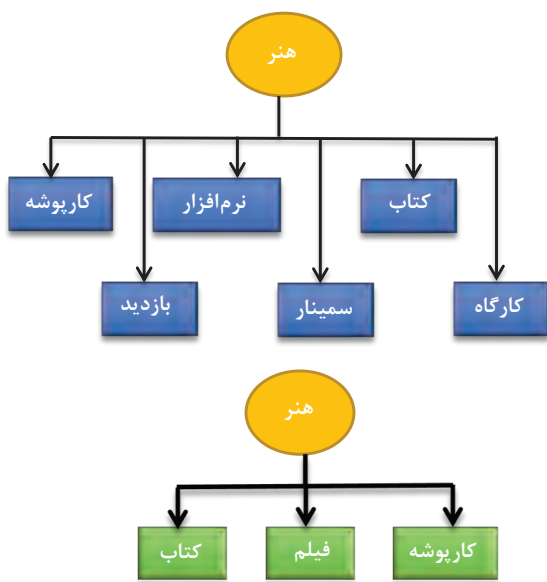 هنر
کتاب
نرم‌افزار
کارپوشه
کارگاه
سمینار
بازدید
هنر
کارپوشه
فیلم
کتاب